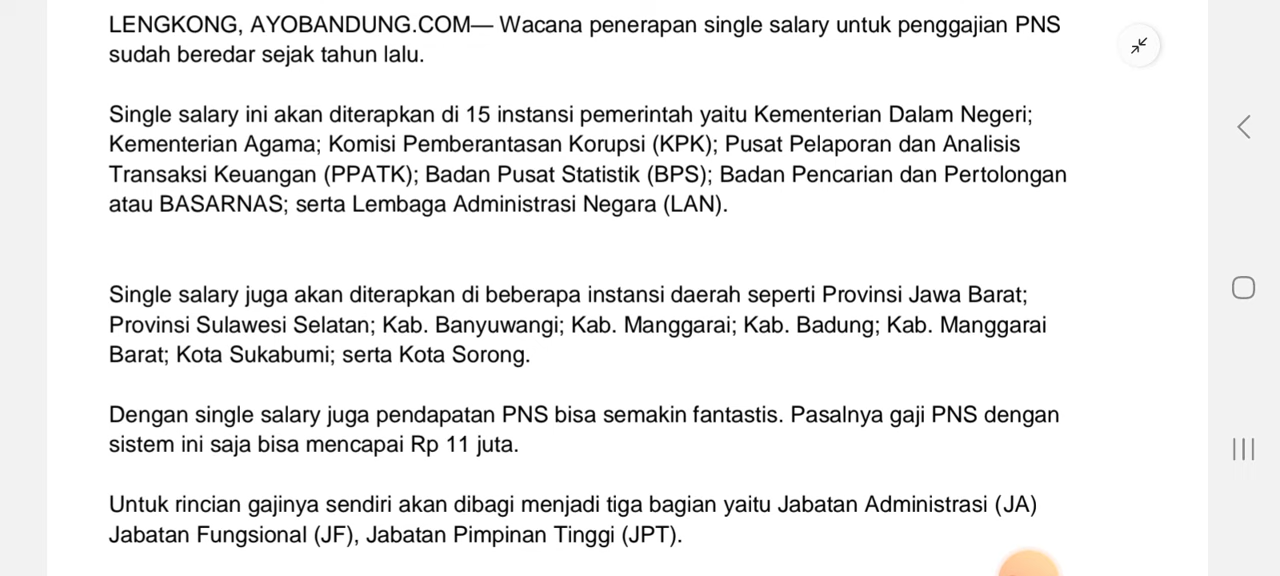 LENGKONG, AYOBANDUNG.COM— Wacana penerapan single salary untuk penggajian PNS
sudah beredar sejak tahun lalu.
Single salary ini akan diterapkan di 15 instansi pemerintah yaitu Kementerian Dalam Negeri;
Kementerian Agama; Komisi Pemberantasan Korupsi (KPK); Pusat Pelaporan dan Analisis
Transaksi Keuangan (PPATK); Badan Pusat Statistik (BPS); Badan Pencarian dan Pertolongan
atau BASARNAS; serta Lembaga Administrasi Negara (LAN).
Single salary juga akan diterapkan di beberapa instansi daerah seperti Provinsi Jawa Barat;
Provinsi Sulawesi Selatan; Kab. Banyuwangi; Kab. Manggarai; Kab. Badung; Kab. Manggarai
Barat; Kota Sukabumi; serta Kota Sorong.
Dengan single salary juga pendapatan PNS bisa semakin fantastis. Pasalnya gaji PNS dengan
sistem ini saja bisa mencapai Rp 11 juta.
Untuk rincian gajinya sendiri akan dibagi menjadi tiga bagian yaitu Jabatan Administrasi (JA)
Jabatan Fungsional (JF), Jabatan Pimpinan Tinggi (JPT).